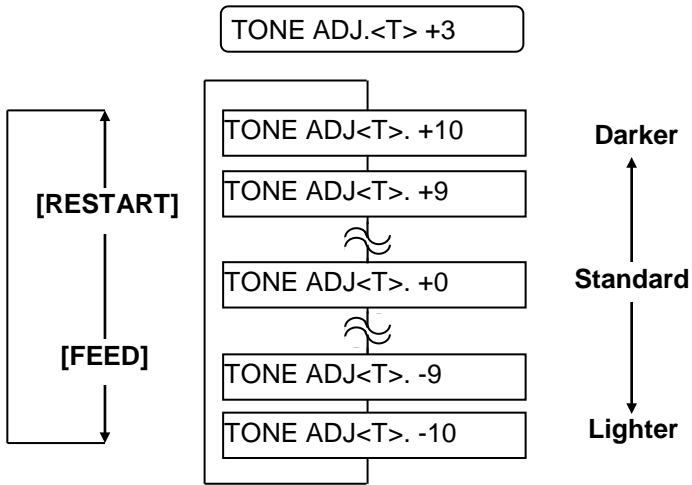 TONE ADJ.<T> +3
TONE ADJ<T>. +10
Darker
[RESTART]
TONE ADJ<T>. +9
TONE ADJ<T>. +0
Standard
[FEED]
TONE ADJ<T>. -9
TONE ADJ<T>. -10
Lighter